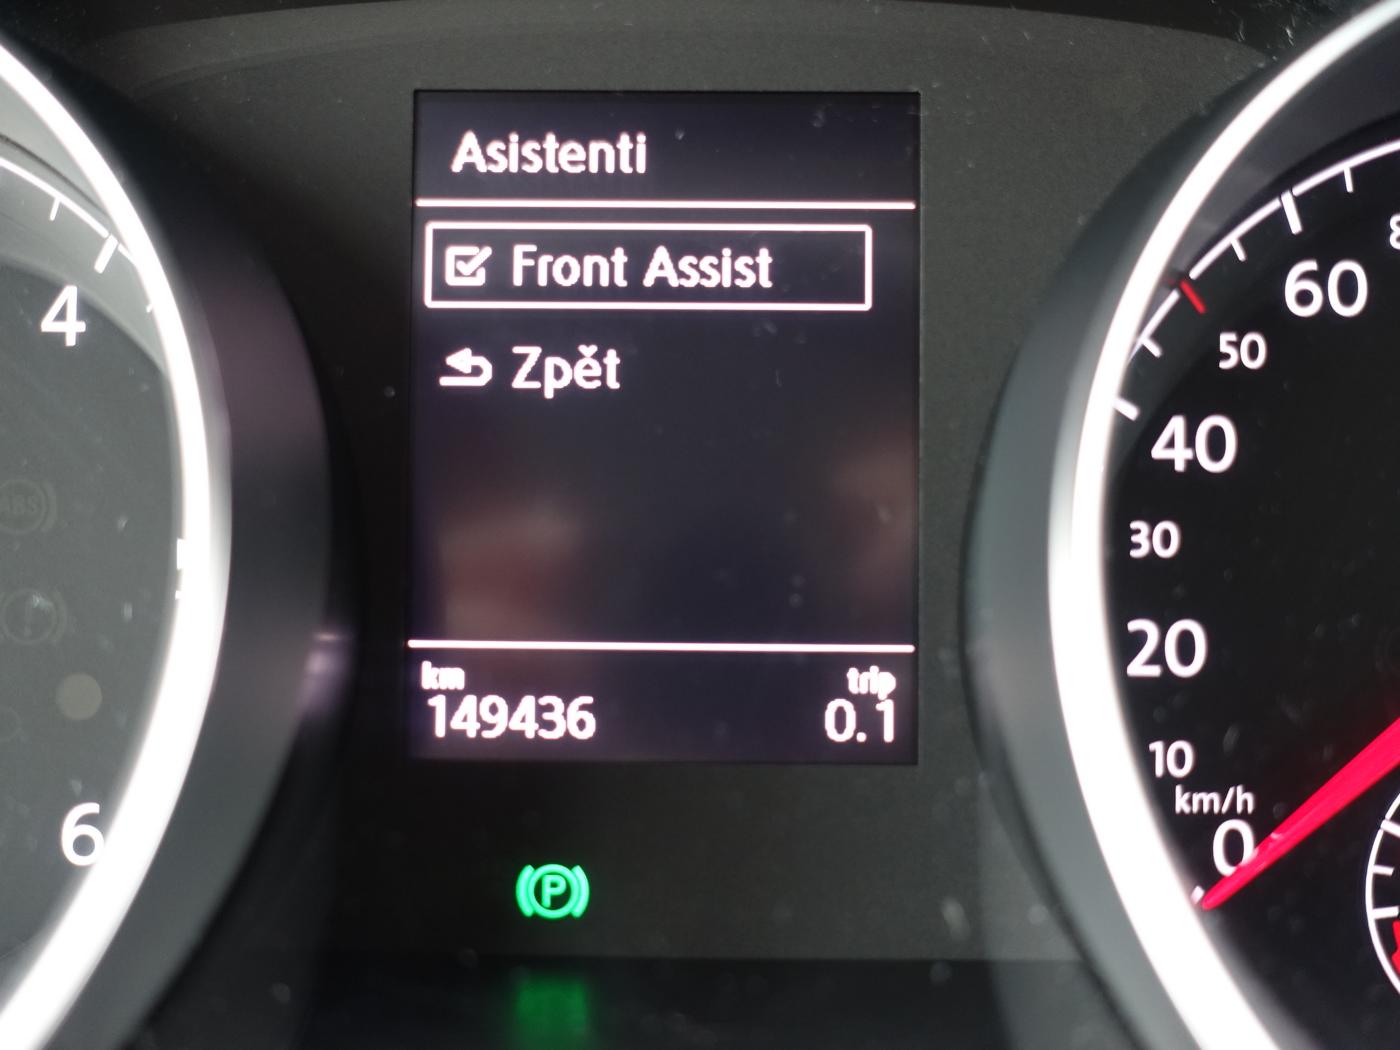 Asistenti
Front Assist
Zpět
km trip
149436 0.1
4
6
P
60
50
40
30
20
10
km/h
0
ABS